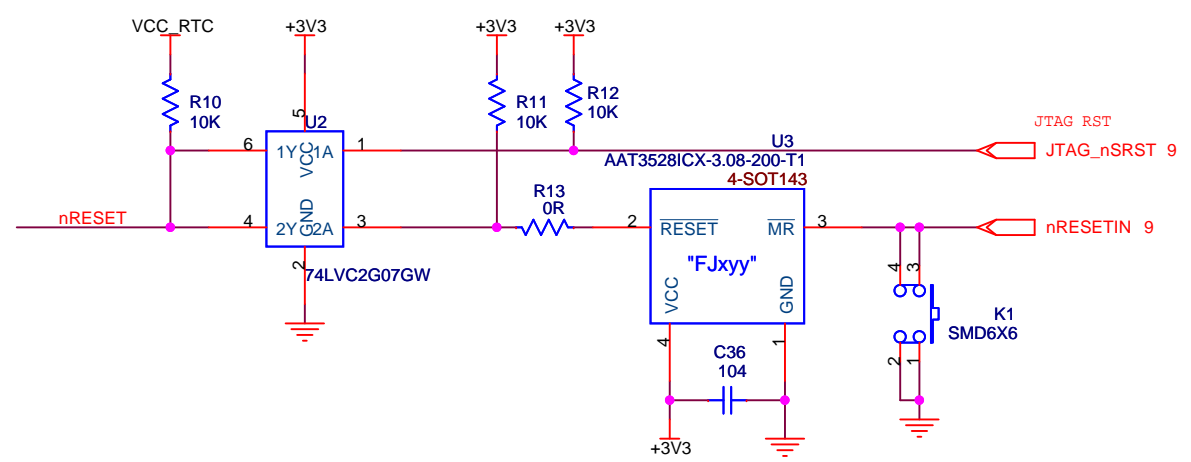 VCC_RTC
+3V3
+3V3
+3V3
R10
10K
R11
10K
R12
10K
5
U2
6
1Y
VCC
1A
1
4
2Y
GND
2A
3
2
74LVC2G07GW
nRESET
JTAG RST
JTAG_nSRST 9
U3
AAT3528ICX-3.08-200-T1
4-SOT143
R13
0R
2
RESET
MR
3
"FJxyy"
VCC
GND
4
1
nRESETIN 9
4
3
K1
SMD6X6
2
1
C36
104
+3V3